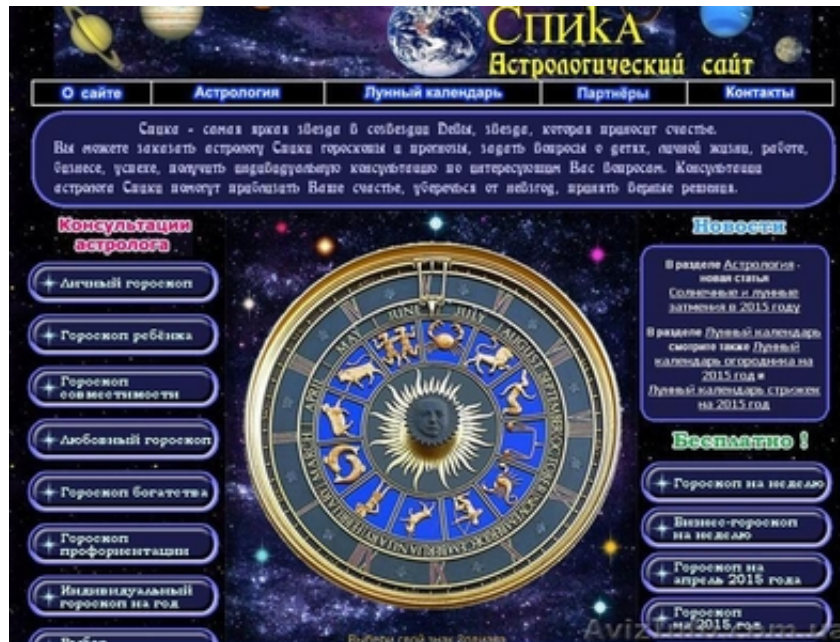 Спика
Астрологический сайт
О сайте
Астрология
Лунный календарь
Партнёры
Контакты
Спика - самая яркая звезда в созвездии Девы, звезда, которая приносит счастье.
Вы можете заказать астрологу Спики гороскопы и прогнозы, задать вопросы о детях, личной жизни, работе,
бизнесе, успехе, получить индивидуальную консультацию по интересующим Вас вопросам. Консультации
астролога Спики помогут приблизить Ваше счастье, уберечься от невзгод, принять верные решения.
Консультации
астролога
Личный гороскоп
Гороскоп ребёнка
Гороскоп
совместимости
Любовный гороскоп
Гороскоп богатства
Гороскоп
профориентации
Индивидуальный
гороскоп на год
APRIL
MAY
JUNE
JULY
AUGUST
Выбери свой знак Зодиака
Новости
В разделе Астрология -
новая статья
Солнечные и лунные
затмения в 2015 году
В разделе Лунный календарь
смотрите также Лунный
календарь огородника на
2015 год и
Лунный календарь стрижек
на 2015 год
Бесплатно !
Гороскоп на неделю
Бизнес-гороскоп
на неделю
Гороскоп на
апрель 2015 года
Гороскоп
на 2015 год